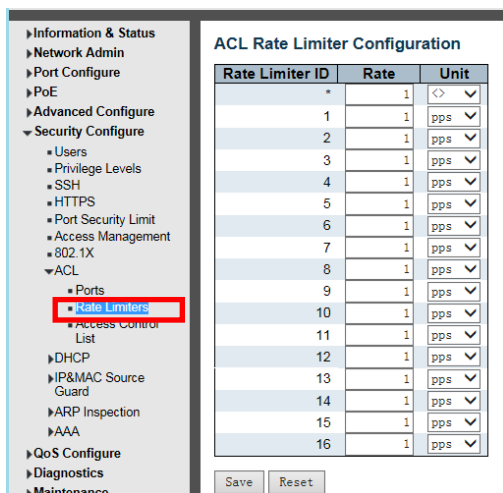 Information & Status
Network Admin
Port Configure
PoE
Advanced Configure
Security Configure
Users
Privilege Levels
SSH
HTTPS
Port Security Limit
Access Management
802.1X
ACL
Ports
Rate Limiters
Access Control
List
DHCP
IP&MAC Source
Guard
ARP Inspection
AAA
QoS Configure
Diagnostics
Maintenance
ACL Rate Limiter Configuration
Rate Limiter ID Rate Unit
* 1 <>
1 1 pps
2 1 pps
3 1 pps
4 1 pps
5 1 pps
6 1 pps
7 1 pps
8 1 pps
9 1 pps
10 1 pps
11 1 pps
12 1 pps
13 1 pps
14 1 pps
15 1 pps
16 1 pps
Save Reset